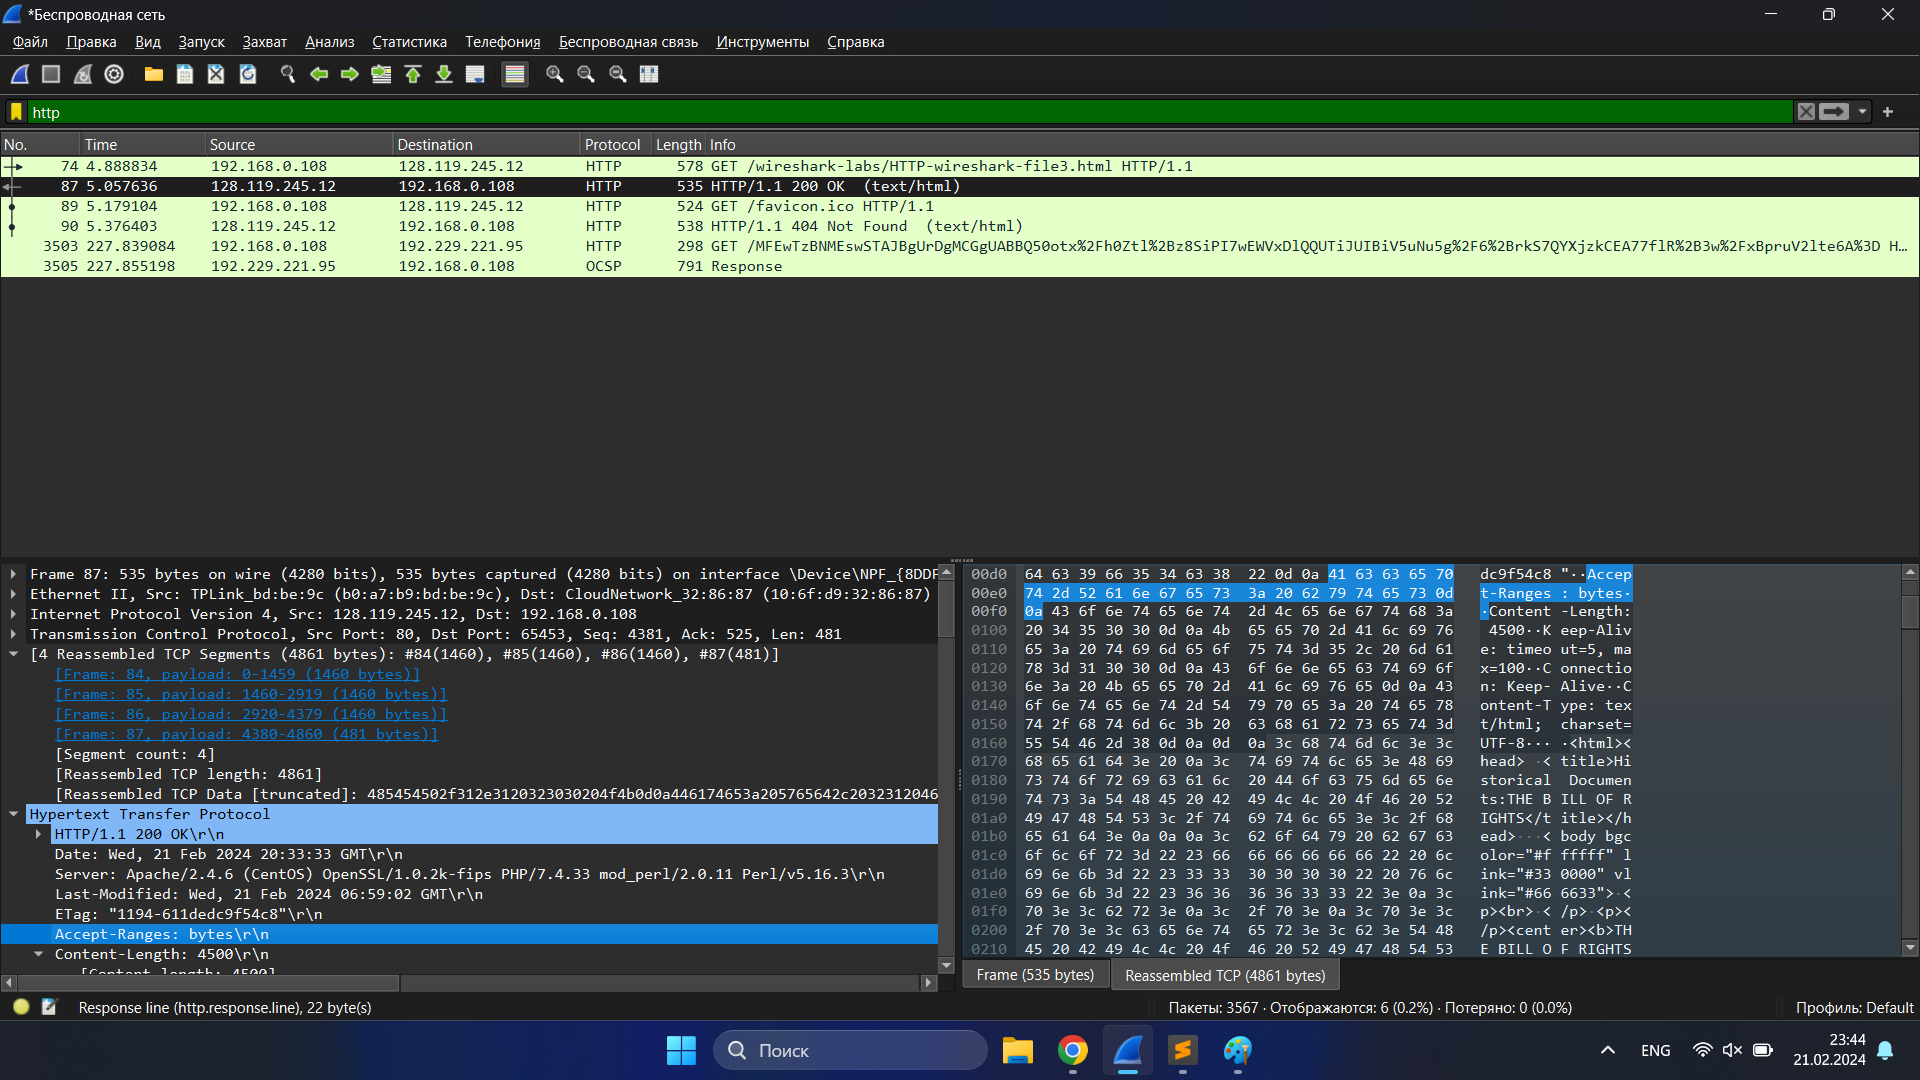 *Беспроводная сеть
Файл Правка Вид Запуск Захват Анализ Статистика Телефония Беспроводная связь Инструменты Справка
http
No. Time Source Destination Protocol Length Info
74 4.888834 192.168.0.108 128.119.245.12 HTTP 578 GET /wireshark-labs/HTTP-wireshark-file3.html HTTP/1.1
87 5.057636 128.119.245.12 192.168.0.108 HTTP 535 HTTP/1.1 200 OK (text/html)
89 5.179104 192.168.0.108 128.119.245.12 HTTP 524 GET /favicon.ico HTTP/1.1
90 5.376403 128.119.245.12 192.168.0.108 HTTP 538 HTTP/1.1 404 Not Found (text/html)
3503 227.839084 192.168.0.108 192.229.221.95 HTTP 298 GET /MFEwTzBNMEswSTAJBgUrDgMCGgUABBQ50otx%2Fh0Ztl%2Bz8SiPI7wEWVxDlQQUTiJUIBiV5uNu5g%2F6%2BrkS7QYXjzkCEA77flR%2B3w%2FxBpruV2lte6A%3D H…
3505 227.855198 192.229.221.95 192.168.0.108 OCSP 791 Response
Frame 87: 535 bytes on wire (4280 bits), 535 bytes captured (4280 bits) on interface \Device\NPF_{8DDF
Ethernet II, Src: TPLink_bd:be:9c (b0:a7:b9:bd:be:9c), Dst: CloudNetwork_32:86:87 (10:6f:d9:32:86:87)
Internet Protocol Version 4, Src: 128.119.245.12, Dst: 192.168.0.108
Transmission Control Protocol, Src Port: 80, Dst Port: 65453, Seq: 4381, Ack: 525, Len: 481
[4 Reassembled TCP Segments (4861 bytes): #84(1460), #85(1460), #86(1460), #87(481)]
[Frame: 84, payload: 0-1459 (1460 bytes)]
[Frame: 85, payload: 1460-2919 (1460 bytes)]
[Frame: 86, payload: 2920-4379 (1460 bytes)]
[Frame: 87, payload: 4380-4860 (481 bytes)]
[Segment count: 4]
[Reassembled TCP length: 4861]
[Reassembled TCP Data [truncated]: 485454502f312e3120323030204f4b0d0a446174653a205765642c2032312046
Hypertext Transfer Protocol
HTTP/1.1 200 OK\r\n
Date: Wed, 21 Feb 2024 20:33:33 GMT\r\n
Server: Apache/2.4.6 (CentOS) OpenSSL/1.0.2k-fips PHP/7.4.33 mod_perl/2.0.11 Perl/v5.16.3\r\n
Last-Modified: Wed, 21 Feb 2024 06:59:02 GMT\r\n
ETag: "1194-611dedc9f54c8"\r\n
Accept-Ranges: bytes\r\n
Content-Length: 4500\r\n
[Content length: 4500]
00d0 64 63 39 66 35 34 63 38 22 0d 0a 41 63 63 65 70 dc9f54c8 "··Accep
00e0 74 2d 52 61 6e 67 65 73 3a 20 62 79 74 65 73 0d t-Ranges : bytes·
00f0 0a 43 6f 6e 74 65 6e 74 2d 4c 65 6e 67 74 68 3a ·Content -Length:
0100 20 34 35 30 30 0d 0a 4b 65 65 70 2d 41 6c 69 76 4500··K eep-Aliv
0110 65 3a 20 74 69 6d 65 6f 75 74 3d 35 2c 20 6d 61 e: timeo ut=5, ma
0120 78 3d 31 30 30 0d 0a 43 6f 6e 6e 65 63 74 69 6f x=100··C onnectio
0130 6e 3a 20 4b 65 65 70 2d 41 6c 69 76 65 0d 0a 43 n: Keep- Alive··C
0140 6f 6e 74 65 6e 74 2d 54 79 70 65 3a 20 74 65 78 ontent-T ype: tex
0150 74 2f 68 74 6d 6c 3b 20 63 68 61 72 73 65 74 3d t/html; charset=
0160 55 54 46 2d 38 0d 0a 0d 0a 3c 68 74 6d 6c 3e 3c UTF-8··· ·<html><
0170 68 65 61 64 3e 20 0a 3c 74 69 74 6c 65 3e 48 69 head> ·< title>Hi
0180 73 74 6f 72 69 63 61 6c 20 44 6f 63 75 6d 65 6e storical Documen
0190 74 73 3a 54 48 45 20 42 49 4c 4c 20 4f 46 20 52 ts:THE B ILL OF R
01a0 49 47 48 54 53 3c 2f 74 69 74 6c 65 3e 3c 2f 68 IGHTS</t itle></h
01b0 65 61 64 3e 0a 0a 0a 3c 62 6f 64 79 20 62 67 63 ead>···< body bgc
01c0 6f 6c 6f 72 3d 22 23 66 66 66 66 66 66 22 20 6c olor="#f fffff" l
01d0 69 6e 6b 3d 22 23 33 33 30 30 30 30 22 20 76 6c ink="#33 0000" vl
01e0 69 6e 6b 3d 22 23 36 36 36 36 33 33 22 3e 0a 3c ink="#66 6633">·<
01f0 70 3e 3c 62 72 3e 0a 3c 2f 70 3e 0a 3c 70 3e 3c p><br>·< /p>·<p><
0200 2f 70 3e 3c 63 65 6e 74 65 72 3e 3c 62 3e 54 48 /p><cent er><b>TH
0210 45 20 42 49 4c 4c 20 4f 46 20 52 49 47 48 54 53 E BILL O F RIGHTS
Frame (535 bytes) Reassembled TCP (4861 bytes)
Response line (http.response.line), 22 byte(s)
Пакеты: 3567 · Отображаются: 6 (0.2%) · Потеряно: 0 (0.0%)
Профиль: Default
Поиск
ENG
23:44
21.02.2024